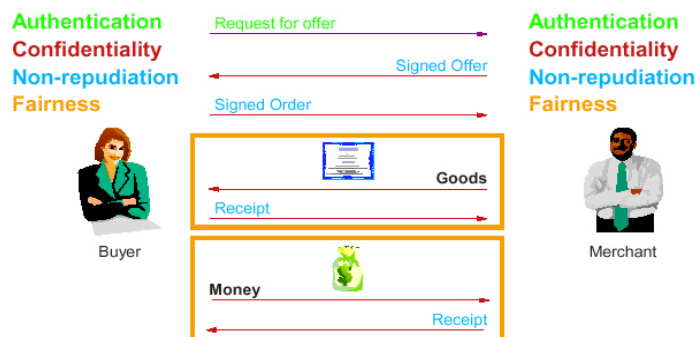 Authentication
Confidentiality
Non-repudiation
Fairness
Buyer
Request for offer
Signed Offer
Signed Order
Goods
Receipt
Money
Receipt
Authentication
Confidentiality
Non-repudiation
Fairness
Merchant